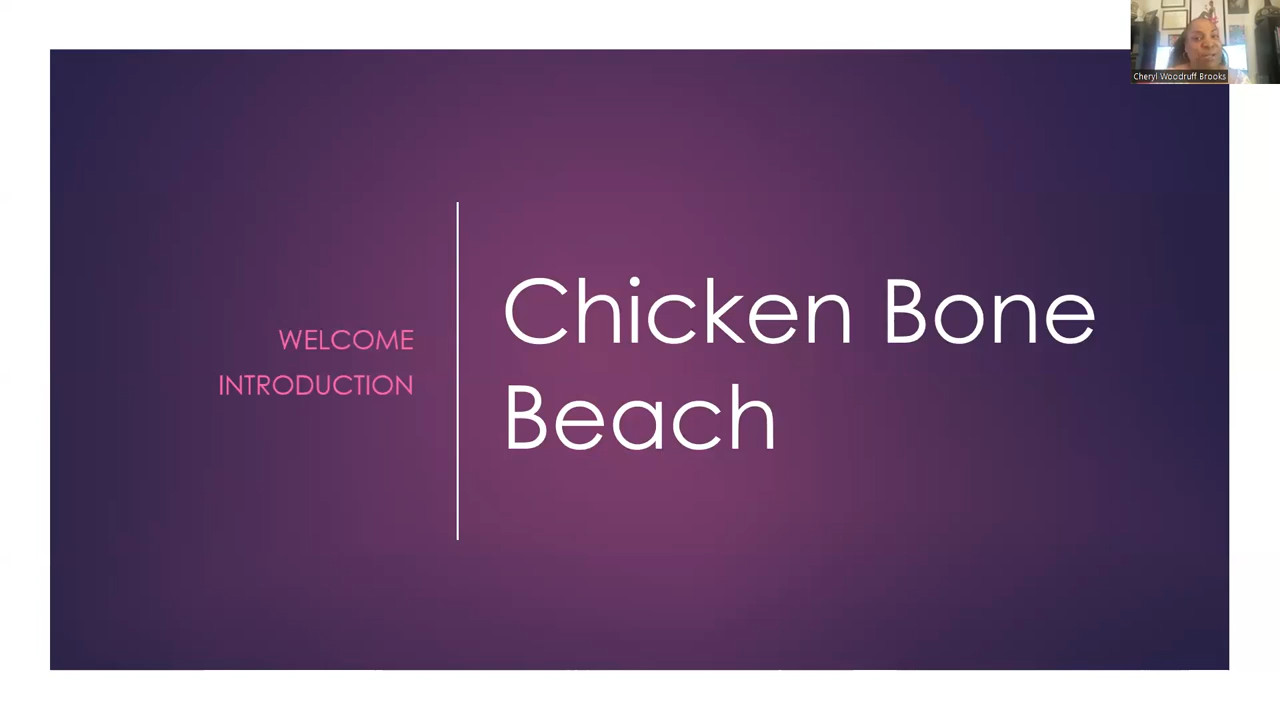 Cheryl Woodruff Brooks
WELCOME
INTRODUCTION
Chicken Bone
Beach